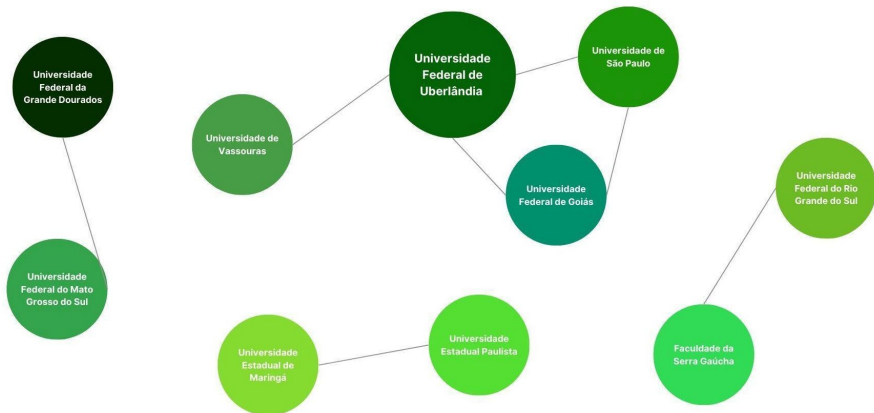 Universidade
Federal da
Grande Dourados
Universidade
Federal de
Uberlândia
Universidade de
São Paulo
Universidade de
Vassouras
Universidade
Federal de Goiás
Universidade
Federal do Rio
Grande do Sul
Universidade
Federal do Mato
Grosso do Sul
Universidade
Estadual de
Maringá
Universidade
Estadual Paulista
Faculdade da
Serra Gaúcha